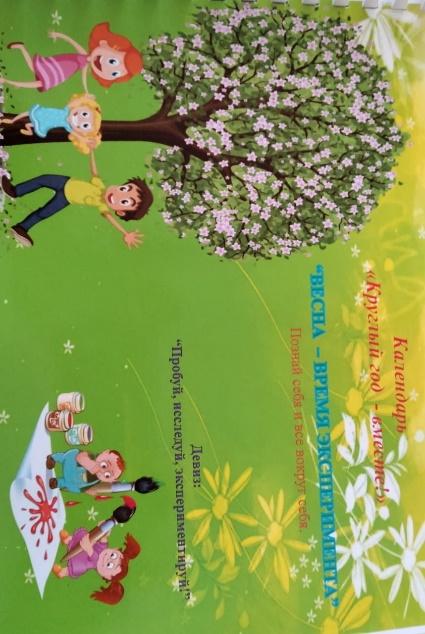 Календарь
«Круглый год - вместе!»
“ВЕСНА – ВРЕМЯ ЭКСПЕРИМЕНТА”
Познай себя и все вокруг себя.
Девиз:
“Пробуй, исследуй, экспериментируй!”